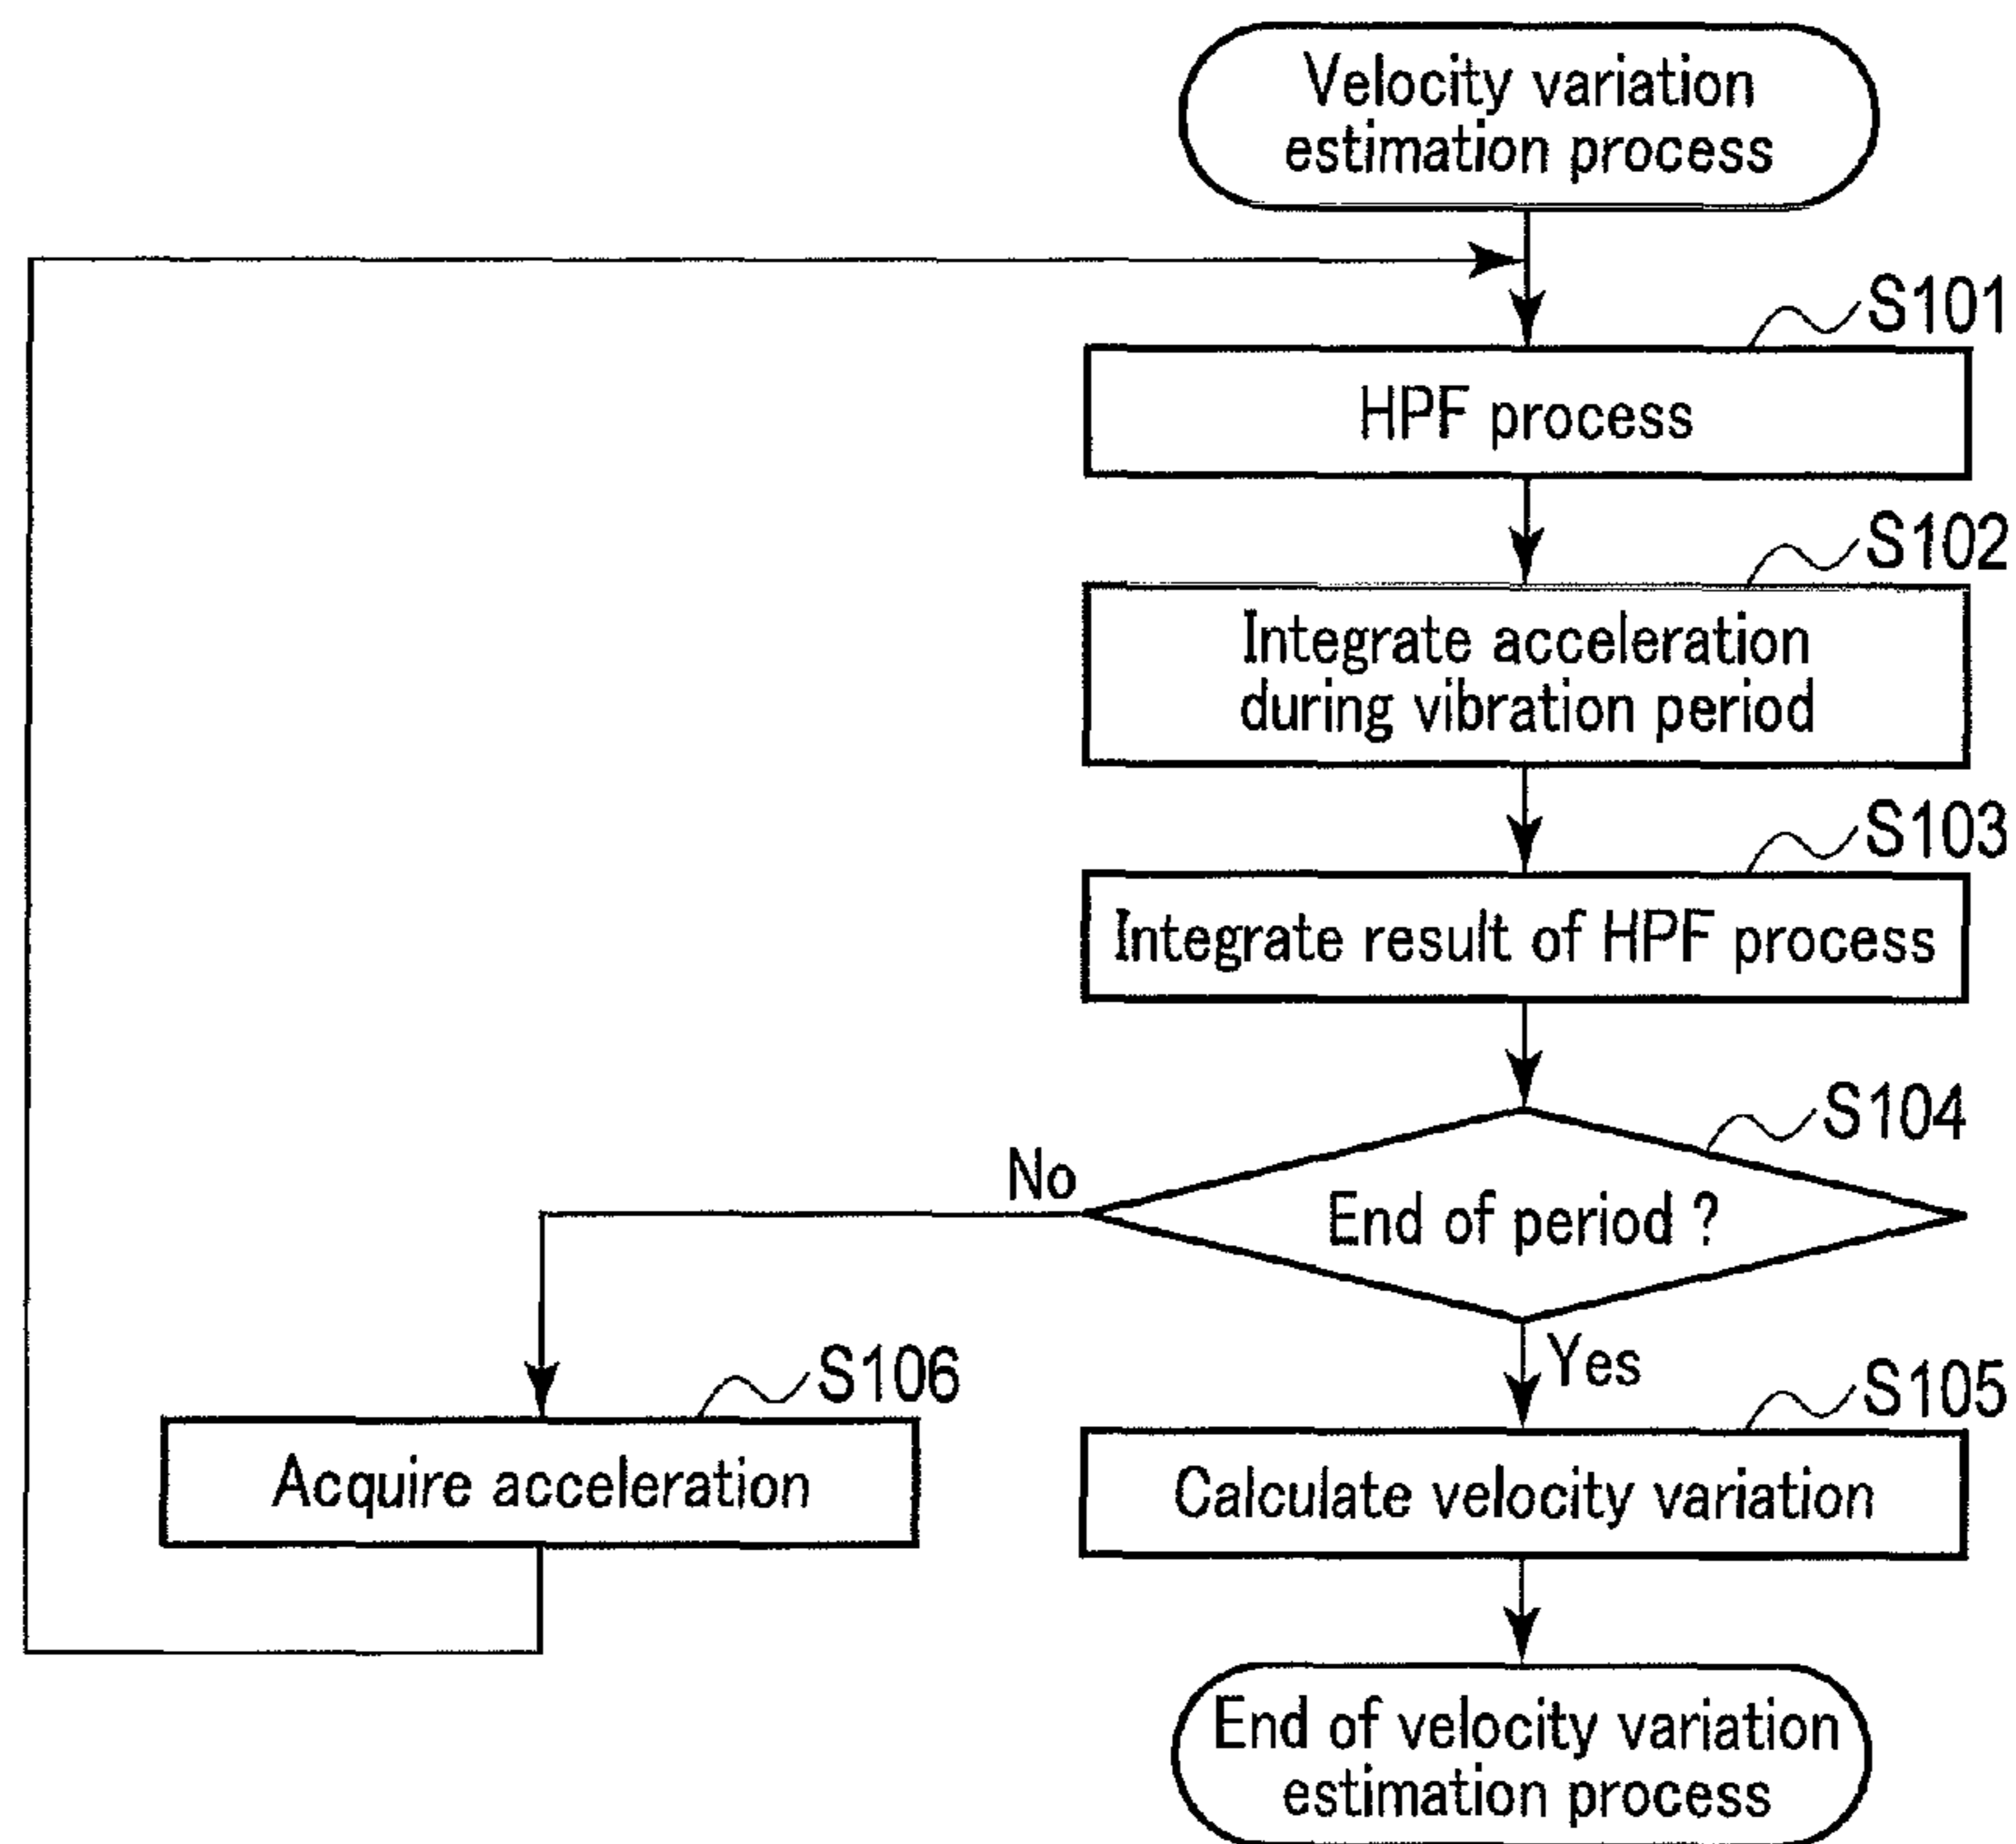 Velocity variation
estimation process
S101
HPF process
S102
Integrate acceleration
during vibration period
S103
Integrate result of HPF process
S104
No
End of period ?
Yes
S106
S105
Acquire acceleration
Calculate velocity variation
End of velocity variation
estimation process